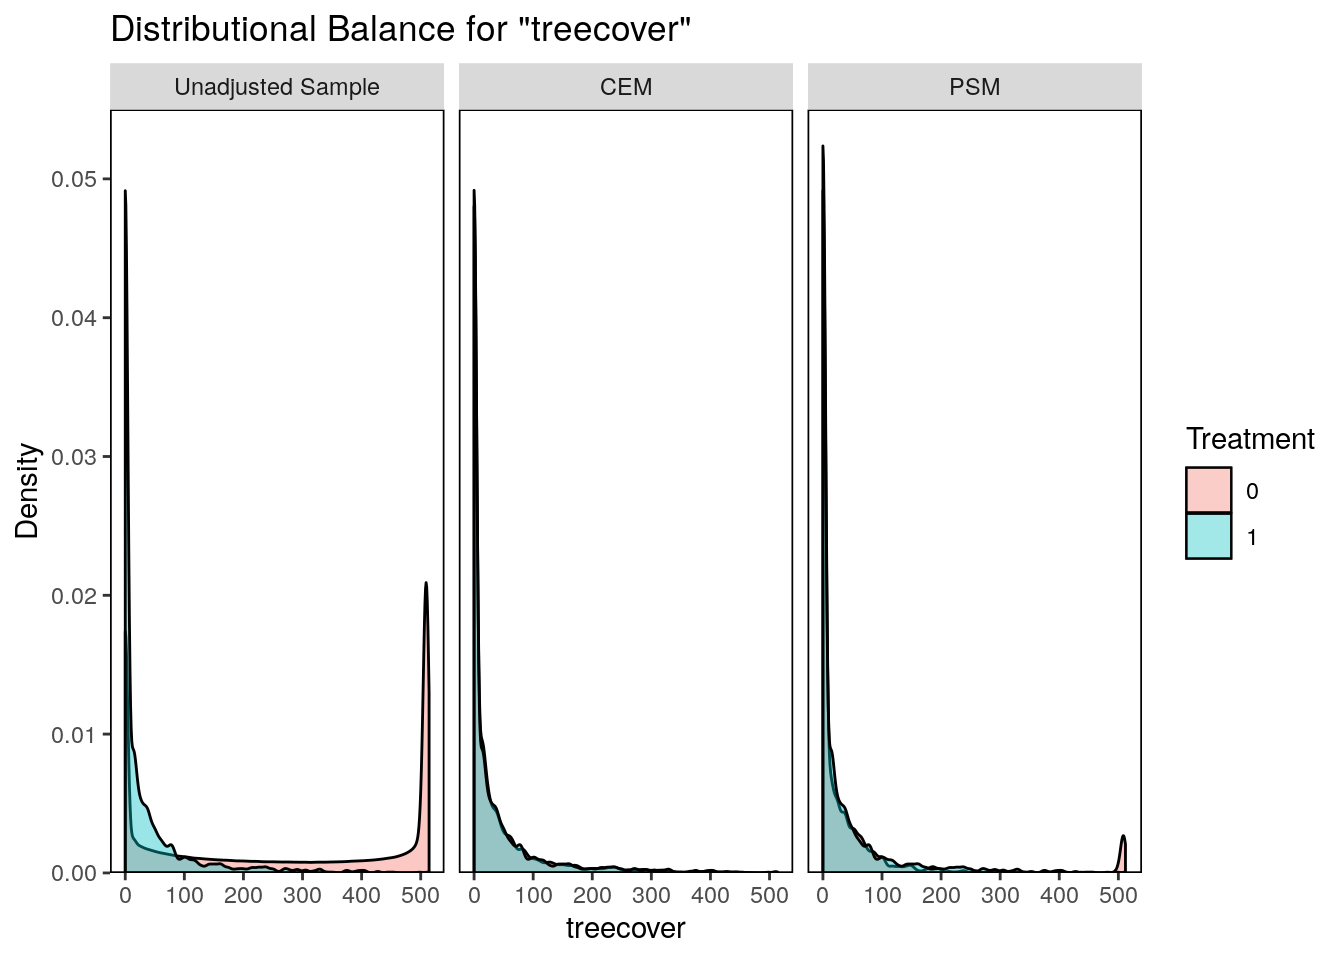 Distributional Balance for "treecover"
Unadjusted Sample
CEM
PSM
0.05
0.04
0.03
0.02
0.01
0.00
Density
0 100 200 300 400 500
0 100 200 300 400 500
0 100 200 300 400 500
treecover
Treatment
0
1